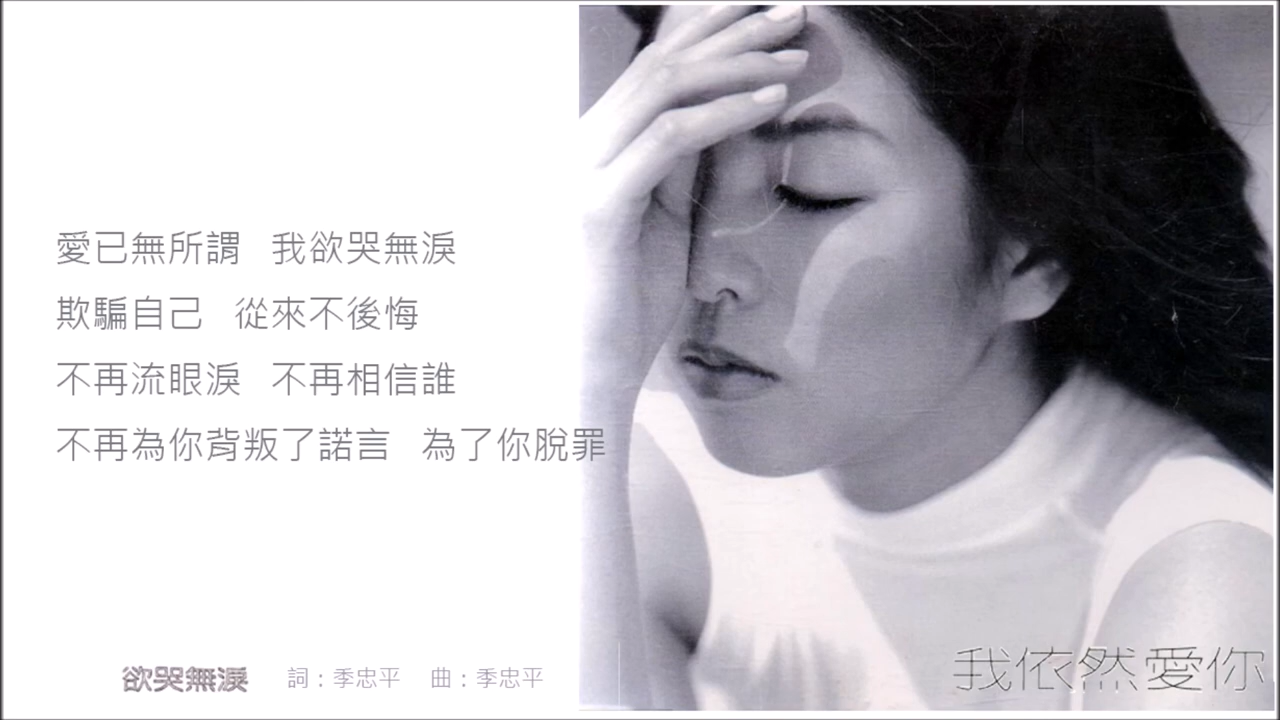 愛已無所謂 我欲哭無淚
欺騙自己 從來不後悔
不再流眼淚 不再相信誰
不再為你背叛了諾言 為了你脫罪
欲哭無淚 詞：季忠平 曲：季忠平
我依然愛你